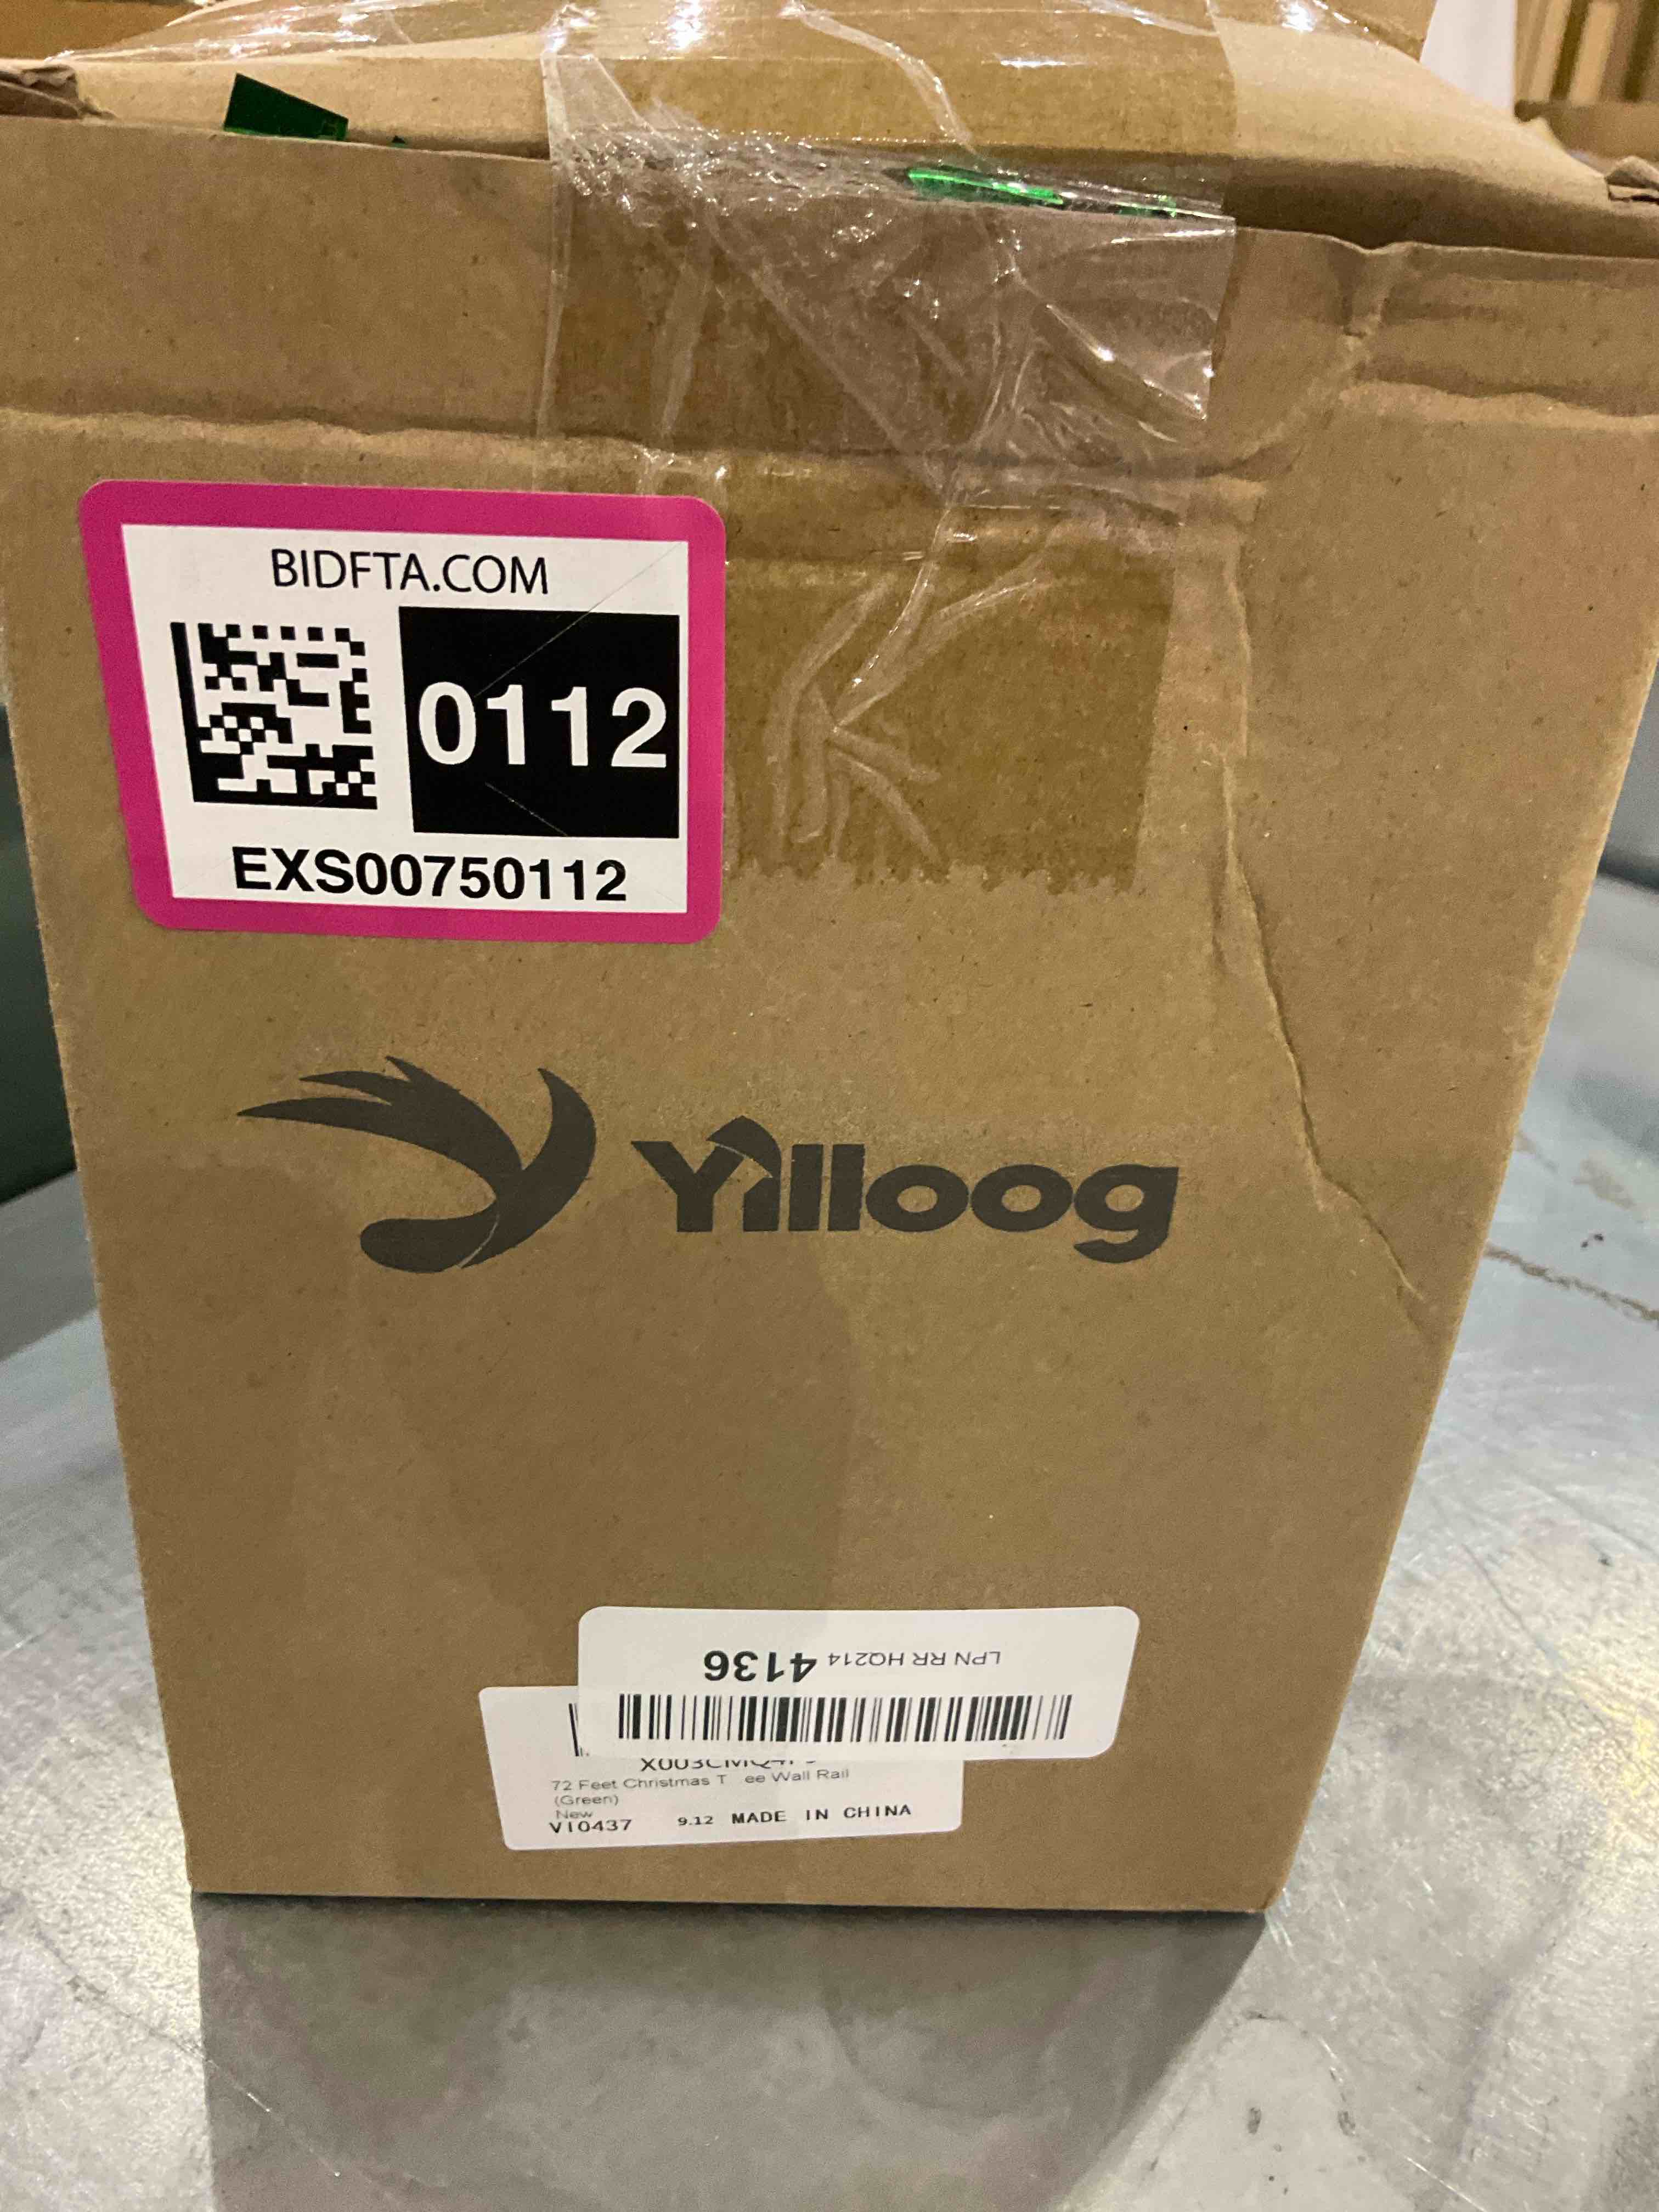 BIDFTA.COM
0112
EXS00750112
Yilloog
LPN RR HQ214 4136
72 Feet Christmas T ee Wall Rail
(Green)
New
VI0437 9.12 MADE IN CHINA